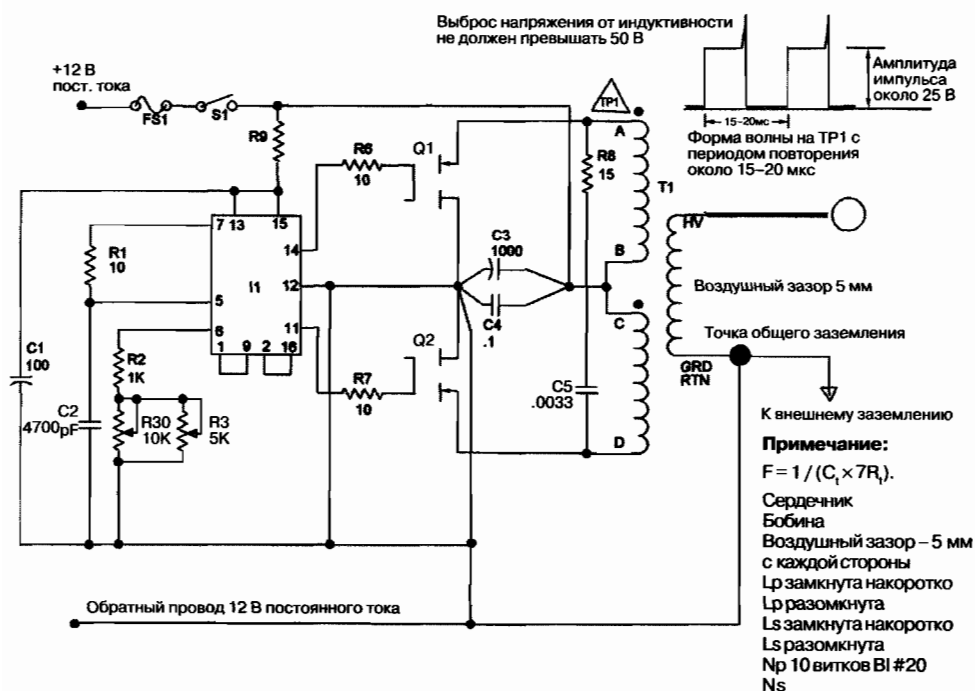 Выброс напряжения от индуктивности
не должен превышать 50 В
+12 В
пост. тока
FS1
S1
R9
TP1
Амплитуда
импульса
около 25 В
15–20мс
Форма волны на ТР1 с
периодом повторения
около 15–20 мкс
R6
10
Q1
A
R8
15
T1
7
13
15
14
R1
10
C3
1000
B
HV
I1
12
5
Воздушный зазор 5 мм
C4
.1
C
6
11
Q2
Точка общего заземления
1
9
2
16
C1
100
R2
1K
R7
10
C5
.0033
GRD
RTN
C2
4700pF
R30
10K
R3
5K
D
К внешнему заземлению
Примечание:
F = 1 / (Ct × 7Rt).
Сердечник
Бобина
Воздушный зазор – 5 мм
с каждой стороны
Lp замкнута накоротко
Lp разомкнута
Ls замкнута накоротко
Ls разомкнута
Np 10 витков Bl #20
Ns
Обратный провод 12 В постоянного тока